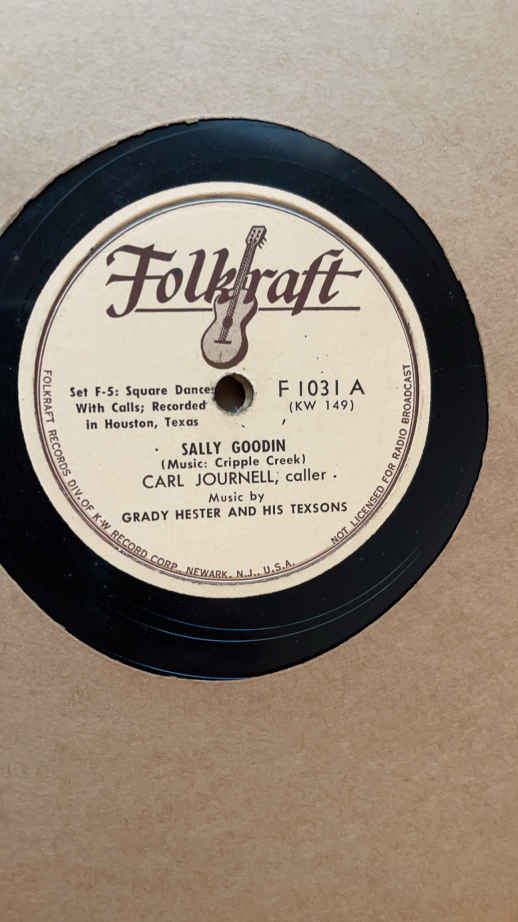 Folkraft
Set F-5: Square Dances
With Calls; Recorded
in Houston, Texas
F 1031 A
(KW 149)
SALLY GOODIN
(Music: Cripple Creek)
CARL JOURNELL, caller
Music by
GRADY HESTER AND HIS TEXSONS
FOLKRAFT RECORDS DIV. OF K-W RECORD CORP., NEWARK, N.J., U.S.A.
NOT LICENSED FOR RADIO BROADCAST